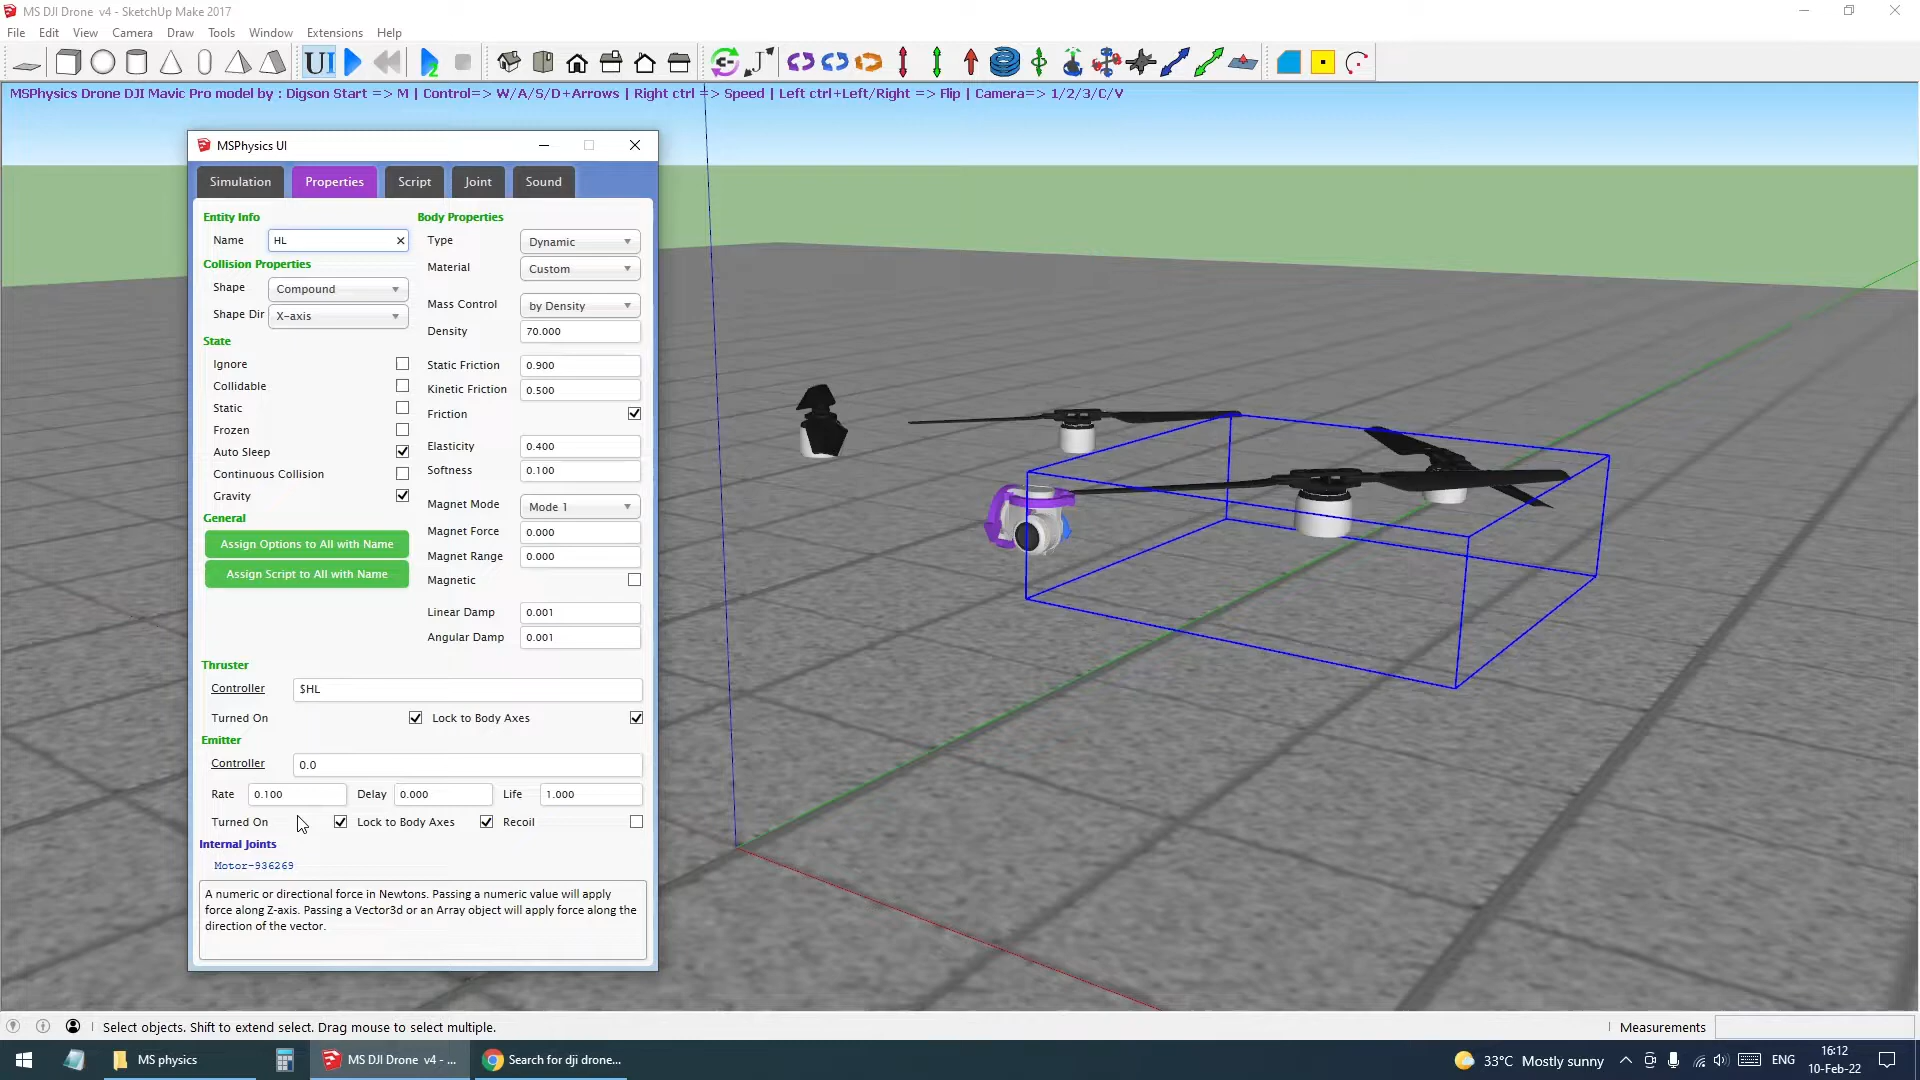 MS DJI Drone v4 - SketchUp Make 2017
File Edit View Camera Draw Tools Window Extensions Help
UI 2
MSPhysics Drone DJI Mavic Pro model by : Digson Start => M | Control=> W/A/S/D+Arrows | Right ctrl => Speed | Left ctrl+Left/Right => Flip | Camera=> 1/2/3/C/V
MSPhysics UI
Simulation Properties Script Joint Sound
Entity Info
Name HL
Collision Properties
Shape Compound
Shape Dir X-axis
State
Ignore
Collidable
Static
Frozen
Auto Sleep
Continuous Collision
Gravity
General
Assign Options to All with Name
Assign Script to All with Name
Body Properties
Type Dynamic
Material Custom
Mass Control by Density
Density 70.000
Static Friction 0.900
Kinetic Friction 0.500
Friction
Elasticity 0.400
Softness 0.100
Magnet Mode Mode 1
Magnet Force 0.000
Magnet Range 0.000
Magnetic
Linear Damp 0.001
Angular Damp 0.001
Thruster
Controller $HL
Turned On Lock to Body Axes
Emitter
Controller 0.0
Rate 0.100 Delay 0.000 Life 1.000
Turned On Lock to Body Axes Recoil
Internal Joints
Motor-936269
A numeric or directional force in Newtons. Passing a numeric value will apply
force along Z-axis. Passing a Vector3d or an Array object will apply force along the
direction of the vector.
Select objects. Shift to extend select. Drag mouse to select multiple.
Measurements
MS physics
MS DJI Drone v4 - ...
Search for dji drone...
33°C Mostly sunny
ENG
16:12
10-Feb-22